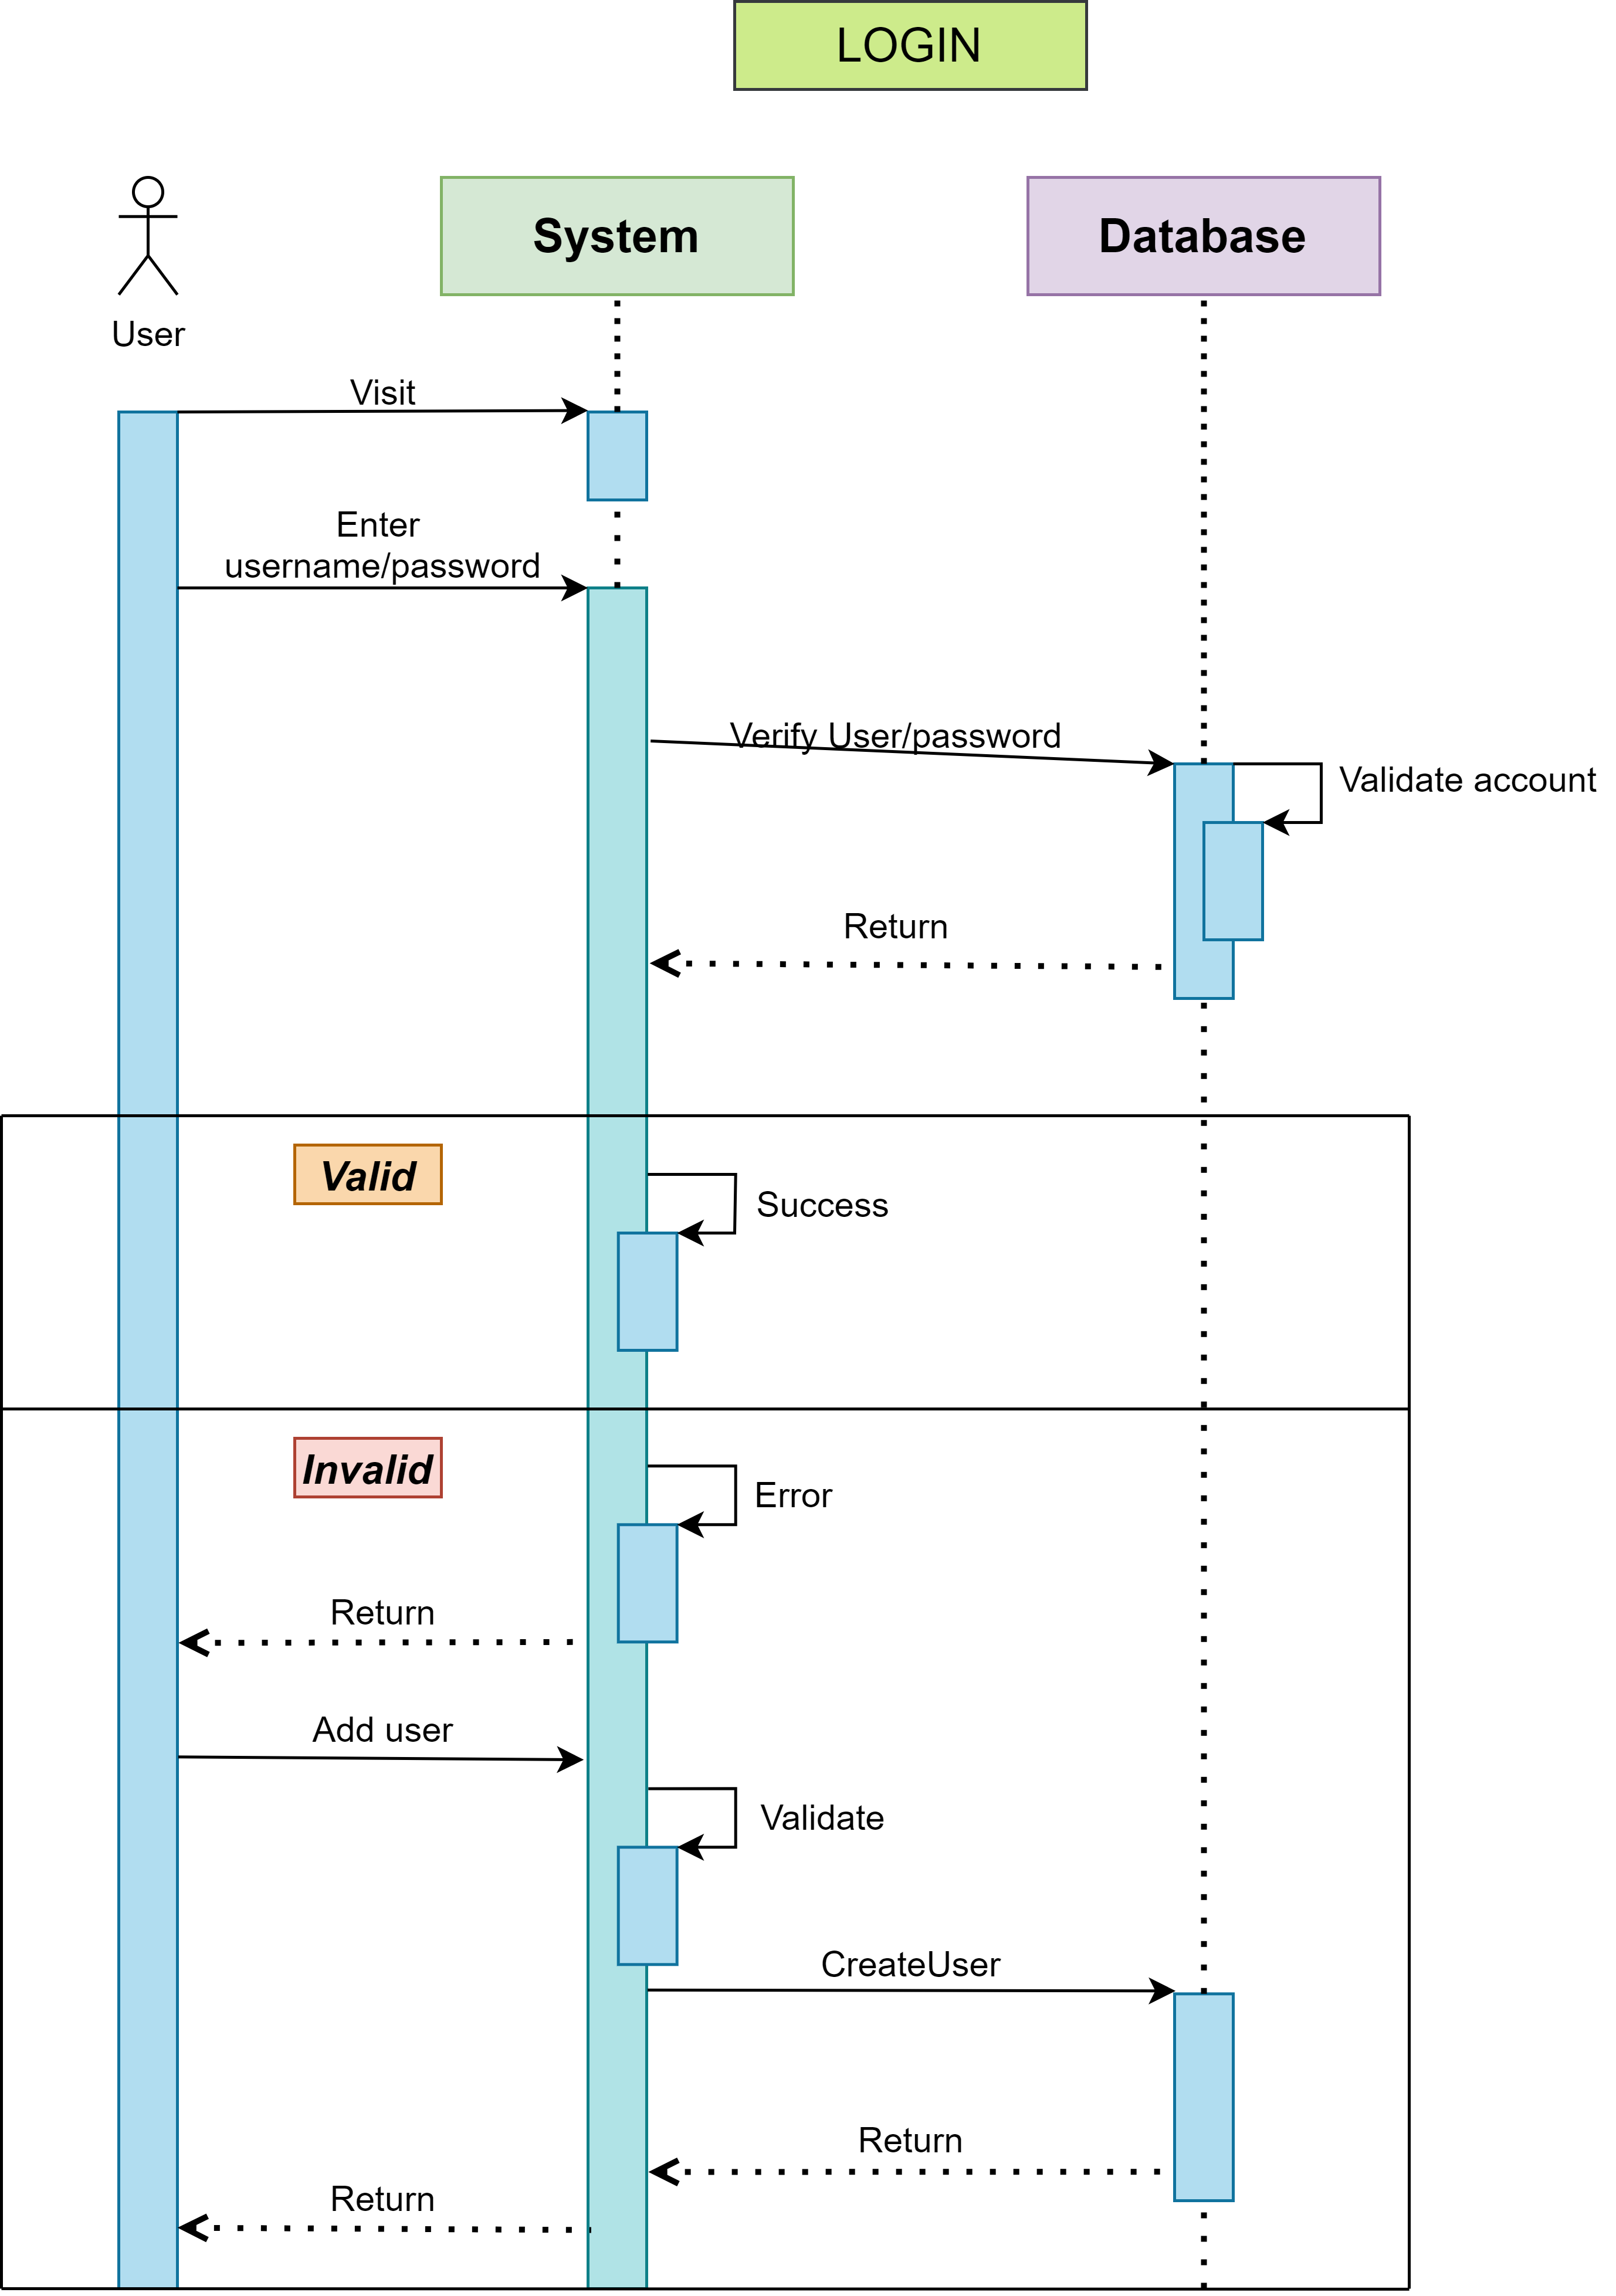 LOGIN
System
Database
User
Visit
Enter
username/password
Verify User/password
Validate account
Return
Valid
Success
Invalid
Error
Return
Add user
Validate
CreateUser
Return
Return